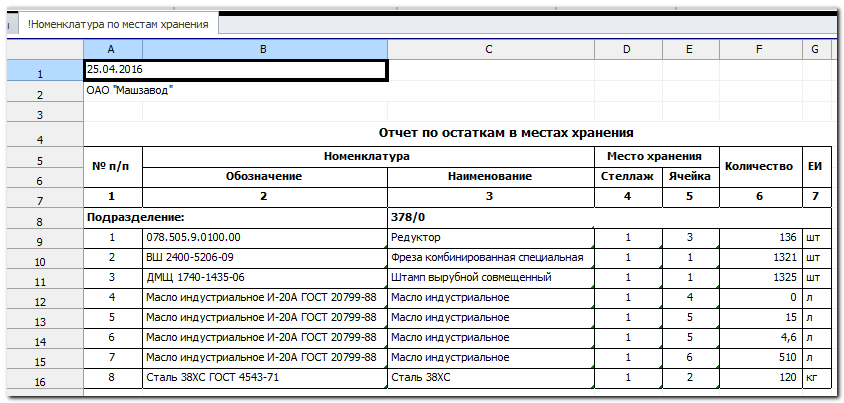 !Номенклатура по местам хранения
A B C D E F G
1 25.04.2016
2 ОАО "Машзавод"
3
4 Отчет по остаткам в местах хранения
5 № п/п Номенклатура Место хранения Количество ЕИ
6 Обозначение Наименование Стеллаж Ячейка
7 1 2 3 4 5 6 7
8 Подразделение: 378/0
9 1 078.505.9.0100.00 Редуктор 1 3 136 шт
10 2 ВШ 2400-5206-09 Фреза комбинированная специальная 1 1 1321 шт
11 3 ДМЩ 1740-1435-06 Штамп вырубной совмещенный 1 1 1325 шт
12 4 Масло индустриальное И-20А ГОСТ 20799-88 Масло индустриальное 1 4 0 л
13 5 Масло индустриальное И-20А ГОСТ 20799-88 Масло индустриальное 1 5 15 л
14 6 Масло индустриальное И-20А ГОСТ 20799-88 Масло индустриальное 1 5 4,6 л
15 7 Масло индустриальное И-20А ГОСТ 20799-88 Масло индустриальное 1 6 510 л
16 8 Сталь 38ХС ГОСТ 4543-71 Сталь 38ХС 1 2 120 кг